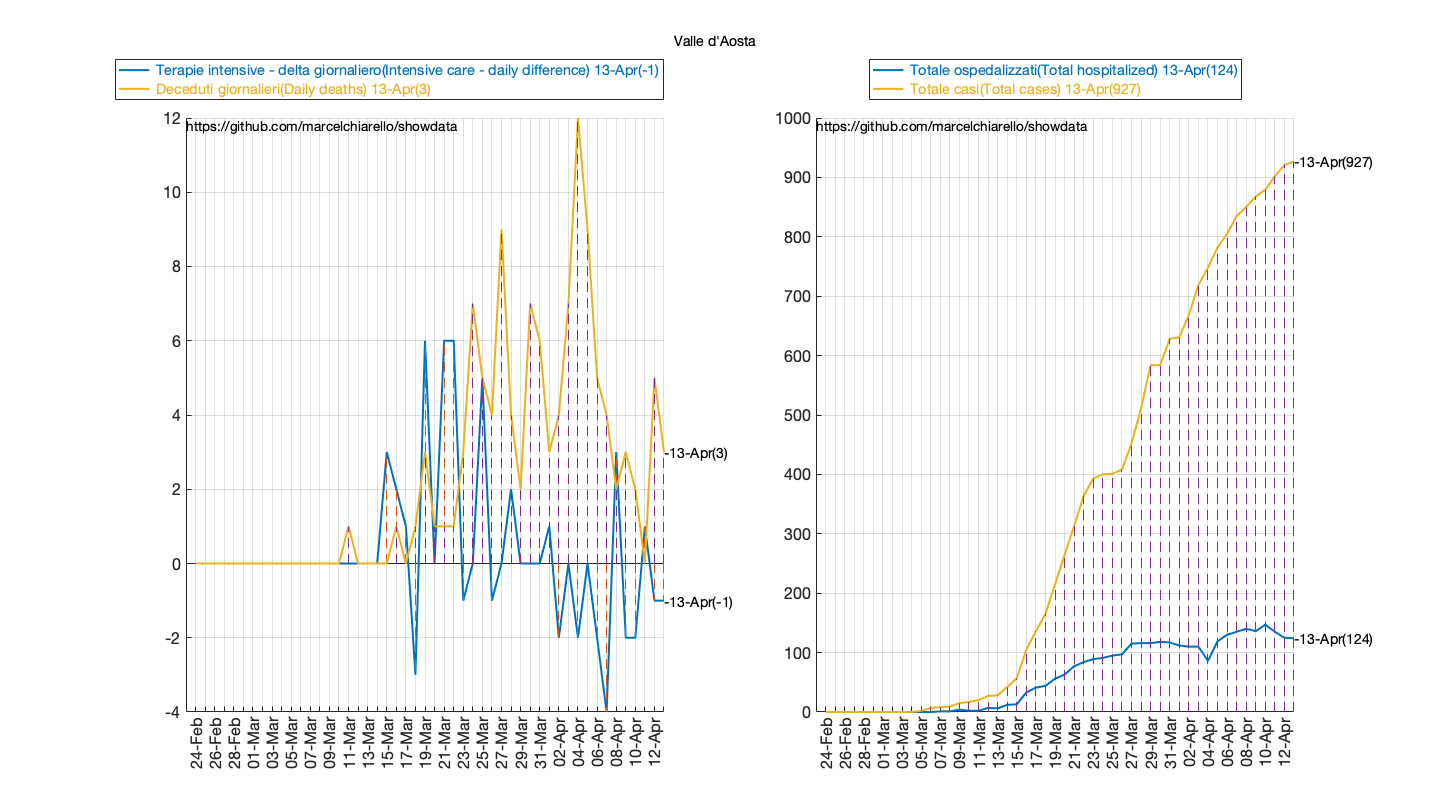 Valle d'Aosta
Terapie intensive - delta giornaliero(Intensive care - daily difference) 13-Apr(-1)
Deceduti giornalieri(Daily deaths) 13-Apr(3)
https://github.com/marcelchiarello/showdata
12
10
8
6
4
2
0
-2
-4
-13-Apr(3)
-13-Apr(-1)
24-Feb
26-Feb
28-Feb
01-Mar
03-Mar
05-Mar
07-Mar
09-Mar
11-Mar
13-Mar
15-Mar
17-Mar
19-Mar
21-Mar
23-Mar
25-Mar
27-Mar
29-Mar
31-Mar
02-Apr
04-Apr
06-Apr
08-Apr
10-Apr
12-Apr
Totale ospedalizzati(Total hospitalized) 13-Apr(124)
Totale casi(Total cases) 13-Apr(927)
https://github.com/marcelchiarello/showdata
1000
900
800
700
600
500
400
300
200
100
0
-13-Apr(927)
-13-Apr(124)
24-Feb
26-Feb
28-Feb
01-Mar
03-Mar
05-Mar
07-Mar
09-Mar
11-Mar
13-Mar
15-Mar
17-Mar
19-Mar
21-Mar
23-Mar
25-Mar
27-Mar
29-Mar
31-Mar
02-Apr
04-Apr
06-Apr
08-Apr
10-Apr
12-Apr